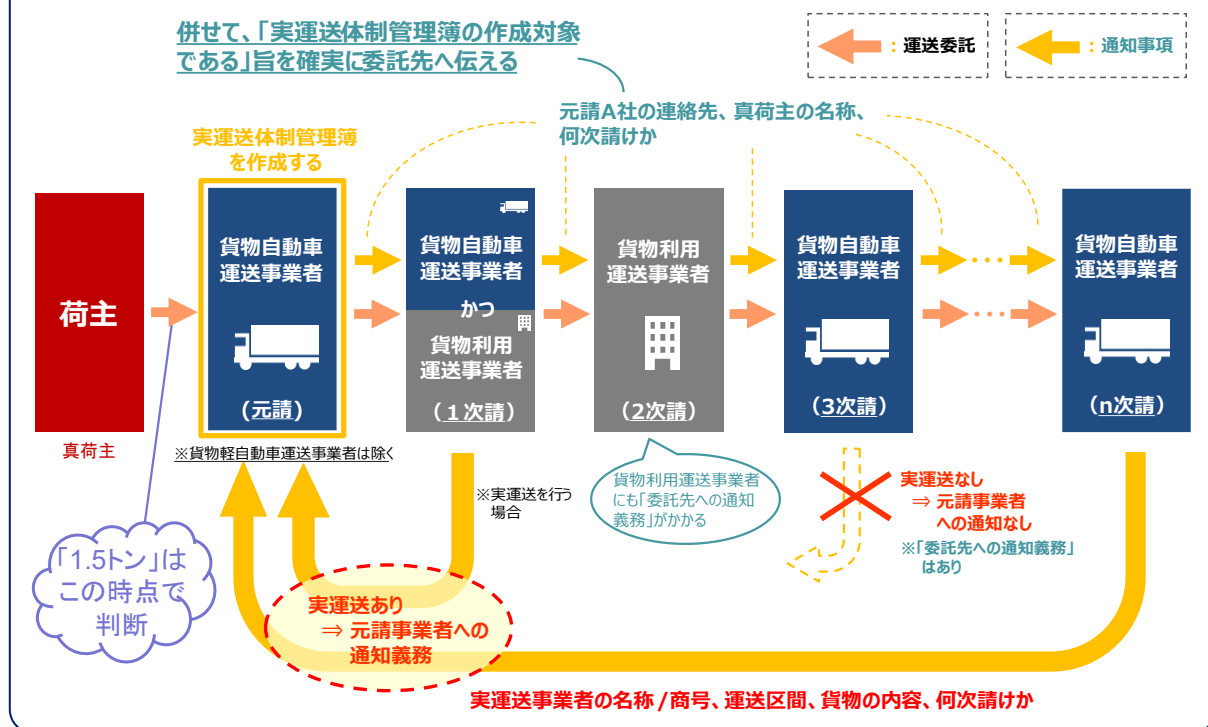 併せて、「実運送体制管理簿の作成対象
である」旨を確実に委託先へ伝える
：運送委託
：通知事項
元請A社の連絡先、真荷主の名称、
何次請けか
実運送体制管理簿
を作成する
荷主
真荷主
貨物自動車
運送事業者
（元請）
※貨物軽自動車運送事業者は除く
貨物自動車
運送事業者
かつ
貨物利用
運送事業者
（１次請）
貨物利用
運送事業者
（2次請）
貨物自動車
運送事業者
（3次請）
…
…
貨物自動車
運送事業者
（n次請）
「1.5トン」は
この時点で
判断
※実運送を行う
場合
貨物利用運送事業者
にも「委託先への通知
義務」がかかる
実運送なし
⇒ 元請事業者
への通知なし
※「委託先への通知義務」
はあり
実運送あり
⇒ 元請事業者への
通知義務
実運送事業者の名称/商号、運送区間、貨物の内容、何次請けか